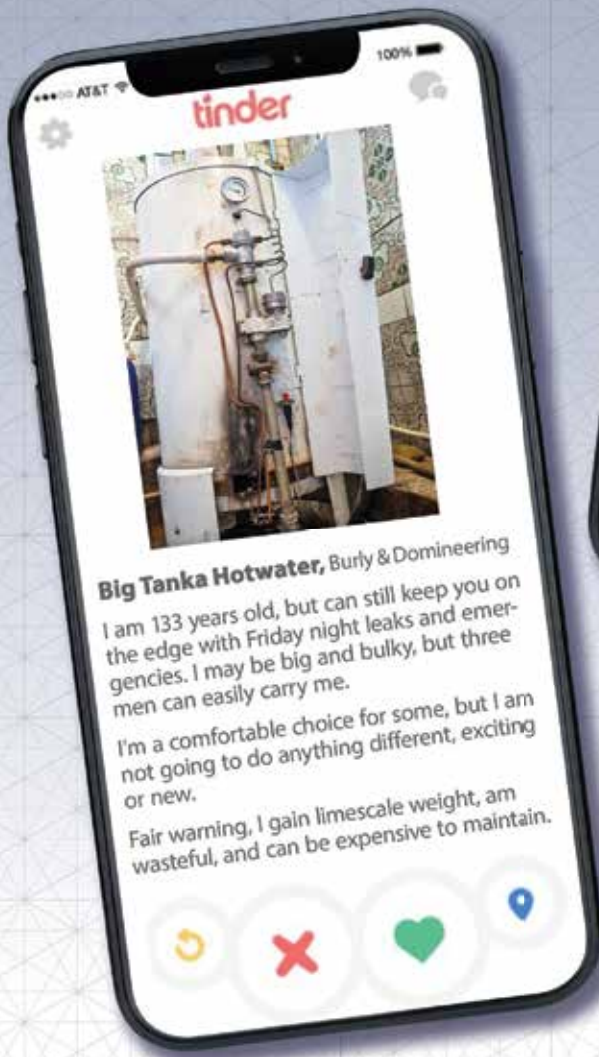 AT&T
100%
tinder
Big Tanka Hotwater, Burly & Domineering
I am 133 years old, but can still keep you on
the edge with Friday night leaks and emer-
gencies. I may be big and bulky, but three
men can easily carry me.
I'm a comfortable choice for some, but I am
not going to do anything different, exciting
or new.
Fair warning, I gain limescale weight, am
wasteful, and can be expensive to maintain.